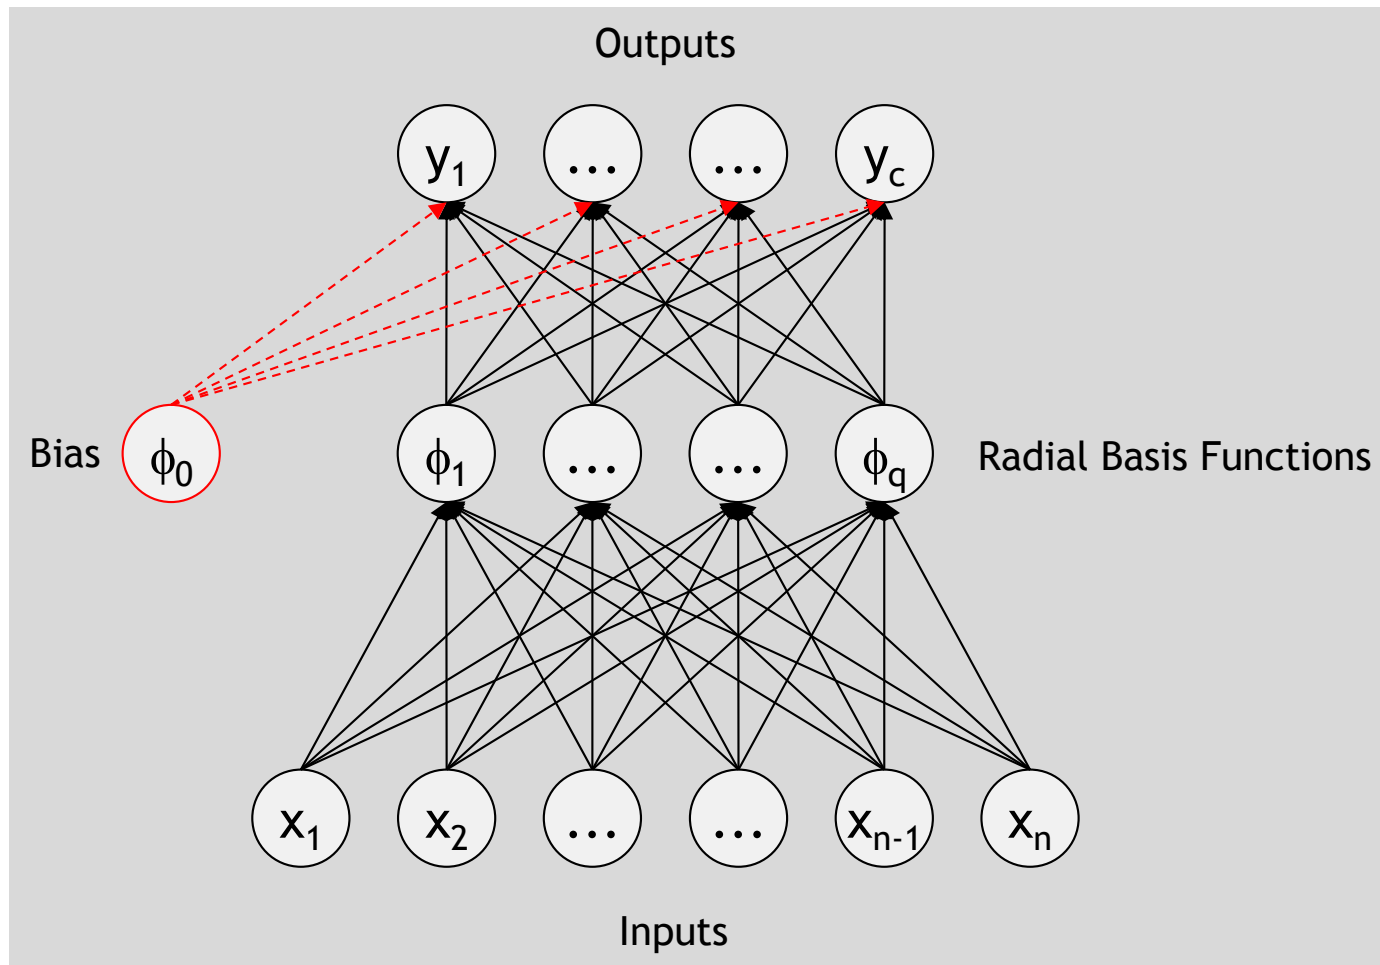 Outputs
y1 ... ... yc
Bias ϕ0 ϕ1 ... ... ϕq Radial Basis Functions
x1 x2 ... ... xn-1 xn
Inputs